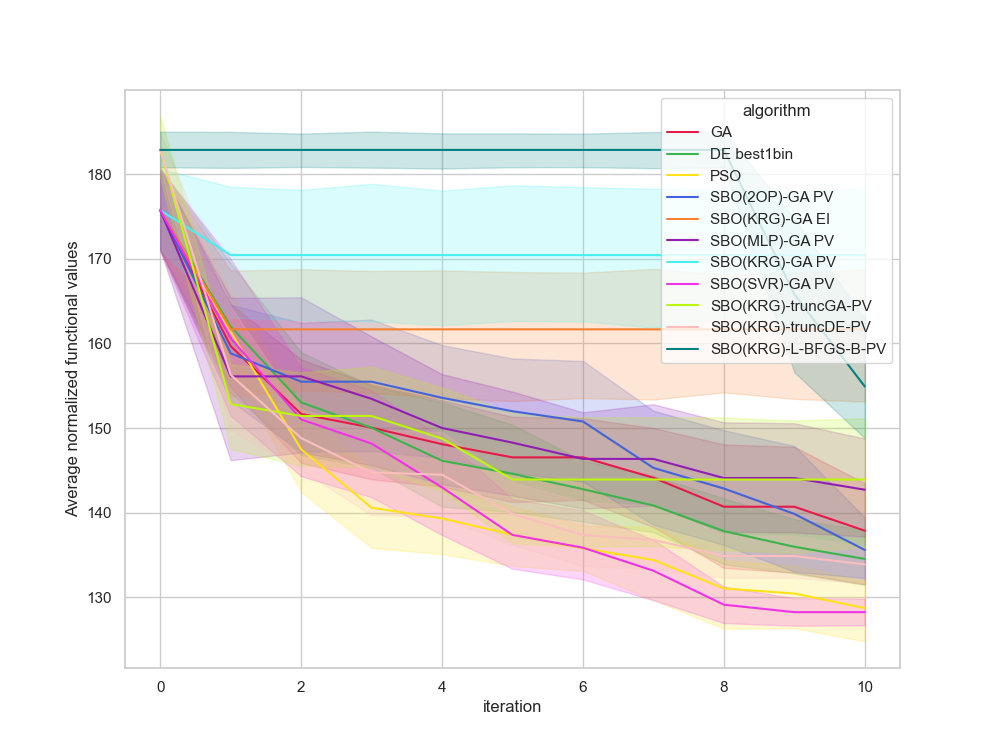 algorithm
GA
DE best1bin
PSO
SBO(2OP)-GA PV
SBO(KRG)-GA EI
SBO(MLP)-GA PV
SBO(KRG)-GA PV
SBO(SVR)-GA PV
SBO(KRG)-truncGA-PV
SBO(KRG)-truncDE-PV
SBO(KRG)-L-BFGS-B-PV
Average normalized functional values
180
170
160
150
140
130
0 2 4 6 8 10
iteration